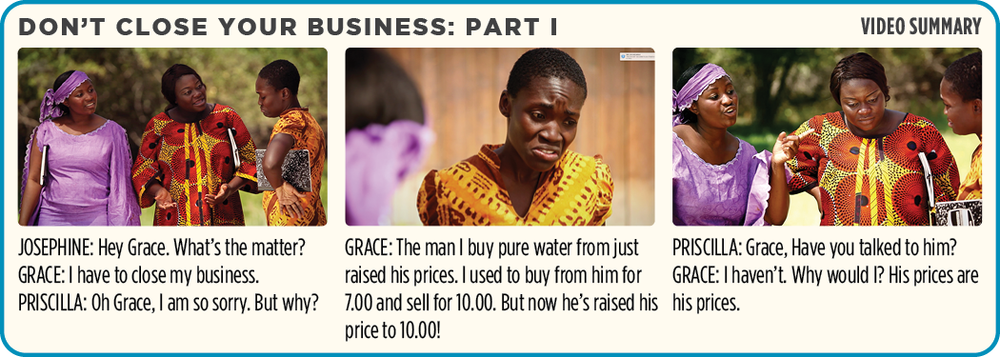 DON'T CLOSE YOUR BUSINESS: PART I
VIDEO SUMMARY
JOSEPHINE: Hey Grace. What's the matter?
GRACE: I have to close my business.
PRISCILLA: Oh Grace, I am so sorry. But why?
GRACE: The man I buy pure water from just
raised his prices. I used to buy from him for
7.00 and sell for 10.00. But now he's raised his
price to 10.00!
PRISCILLA: Grace, Have you talked to him?
GRACE: I haven't. Why would I? His prices are
his prices.